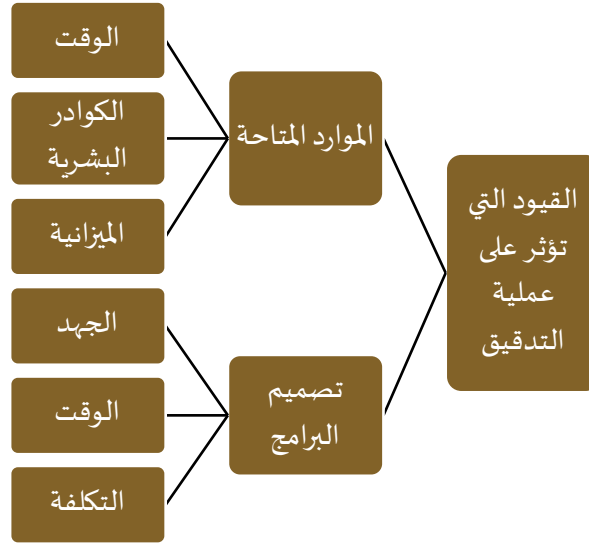 القيود التي
تؤثر على
عملية
التدقيق
الموارد المتاحة
الوقت
الكوادر
البشرية
الميزانية
تصميم
البرامج
الجهد
الوقت
التكلفة